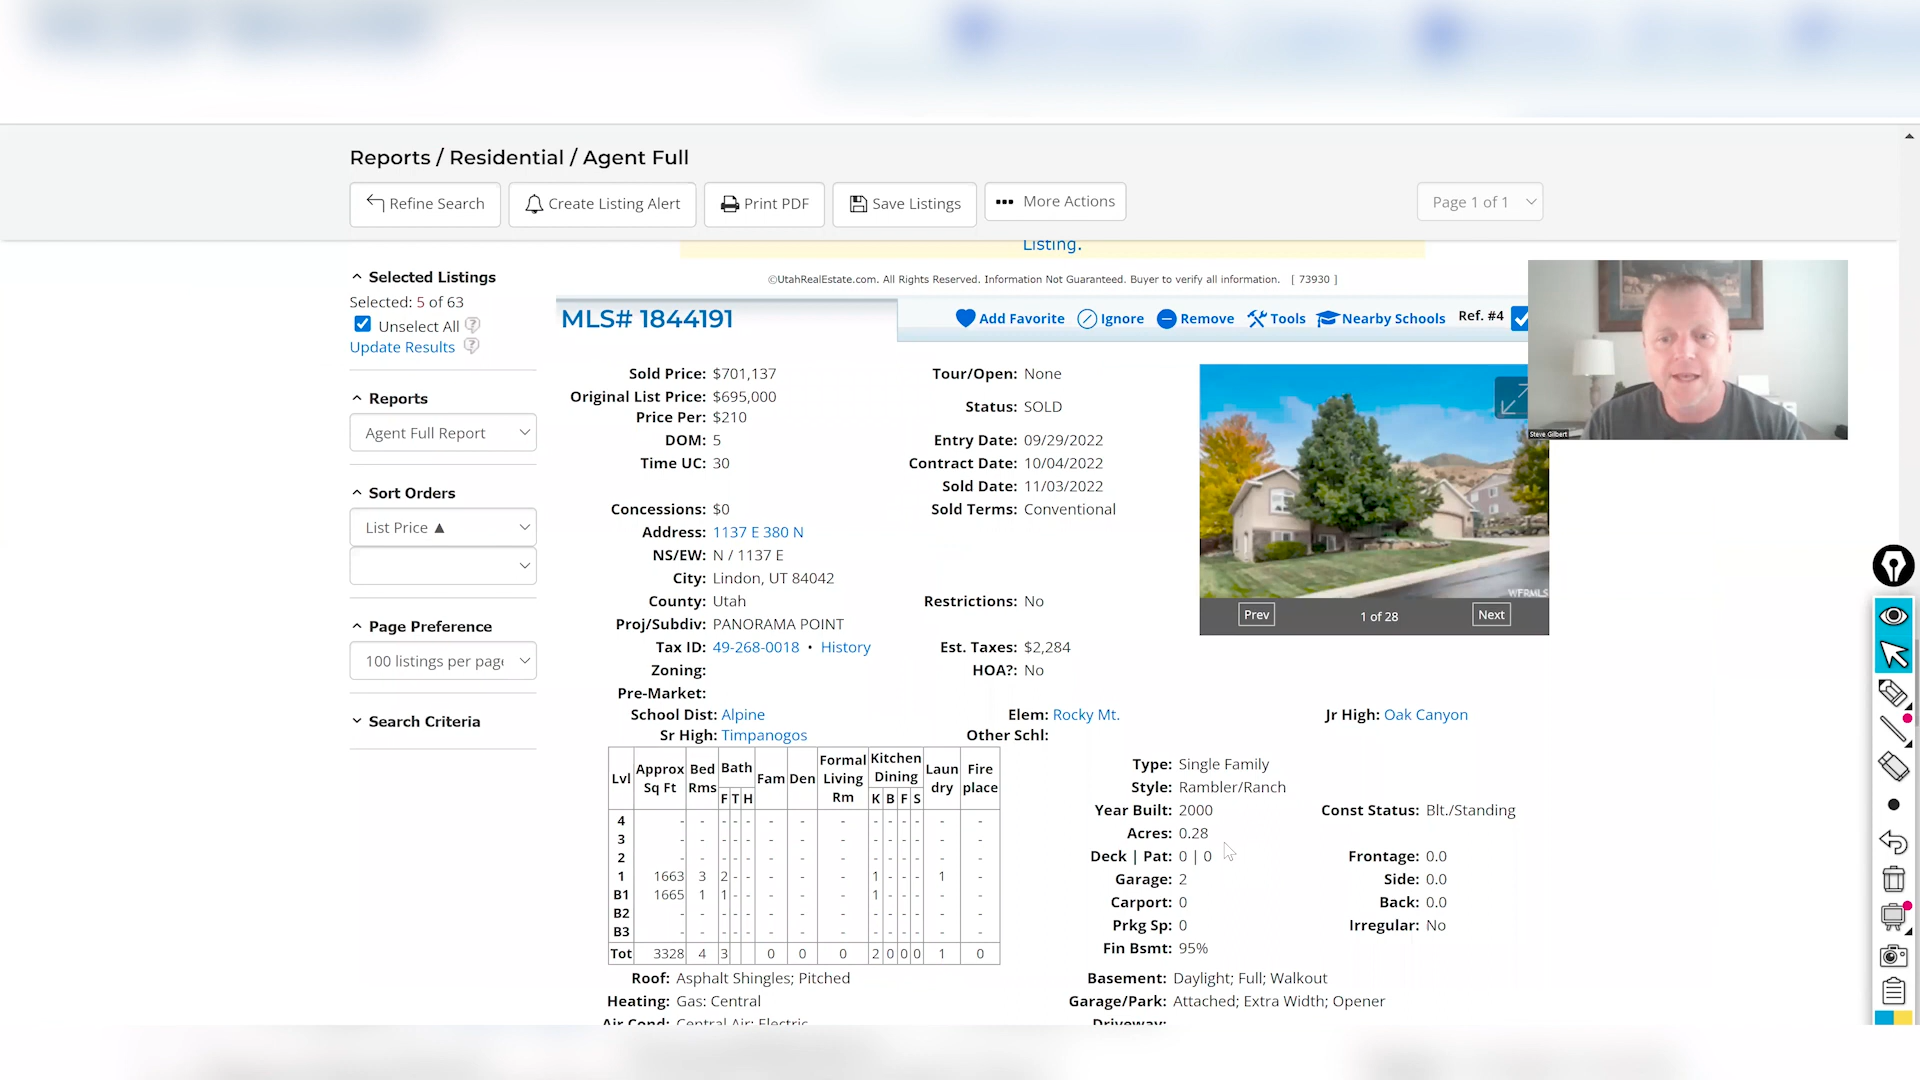 Reports / Residential / Agent Full
Refine Search
Create Listing Alert
Print PDF
Save Listings
••• More Actions
Page 1 of 1
Listing.
©UtahRealEstate.com. All Rights Reserved. Information Not Guaranteed. Buyer to verify all information. [ 73930 ]
Selected Listings
Selected: 5 of 63
Unselect All ?
Update Results ?
Reports
Agent Full Report
Sort Orders
List Price ▲
Page Preference
100 listings per page
Search Criteria
MLS# 1844191
Add Favorite Ignore Remove Tools Nearby Schools Ref. #4
Sold Price: $701,137
Original List Price: $695,000
Price Per: $210
DOM: 5
Time UC: 30
Concessions: $0
Address: 1137 E 380 N
NS/EW: N / 1137 E
City: Lindon, UT 84042
County: Utah
Proj/Subdiv: PANORAMA POINT
Tax ID: 49-268-0018 • History
Zoning:
Pre-Market:
School Dist: Alpine
Sr High: Timpanogos
Tour/Open: None
Status: SOLD
Entry Date: 09/29/2022
Contract Date: 10/04/2022
Sold Date: 11/03/2022
Sold Terms: Conventional
Restrictions: No
Est. Taxes: $2,284
HOA?: No
Elem: Rocky Mt.
Other Schl:
Jr High: Oak Canyon
WFRMLS
Prev 1 of 28 Next
Steve Gilbert
Lvl Approx Sq Ft Bed Rms Bath Fam Den Formal Living Rm Kitchen Dining Laun dry Fire place
F T H K B F S
4 - - - - - - - - - - - - - -
3 - - - - - - - - - - - - - -
2 - - - - - - - - - - - - - -
1 1663 3 2 - - - - - 1 - - - 1 -
B1 1665 1 1 - - - - - 1 - - - - -
B2 - - - - - - - - - - - - - -
B3 - - - - - - - - - - - - - -
Tot 3328 4 3 0 0 0 2 0 0 0 1 0
Type: Single Family
Style: Rambler/Ranch
Year Built: 2000
Acres: 0.28
Deck | Pat: 0 | 0
Garage: 2
Carport: 0
Prkg Sp: 0
Fin Bsmt: 95%
Const Status: Blt./Standing
Frontage: 0.0
Side: 0.0
Back: 0.0
Irregular: No
Roof: Asphalt Shingles; Pitched
Heating: Gas: Central
Air Cond: Central Air; Electric
Basement: Daylight; Full; Walkout
Garage/Park: Attached; Extra Width; Opener
Driveway: